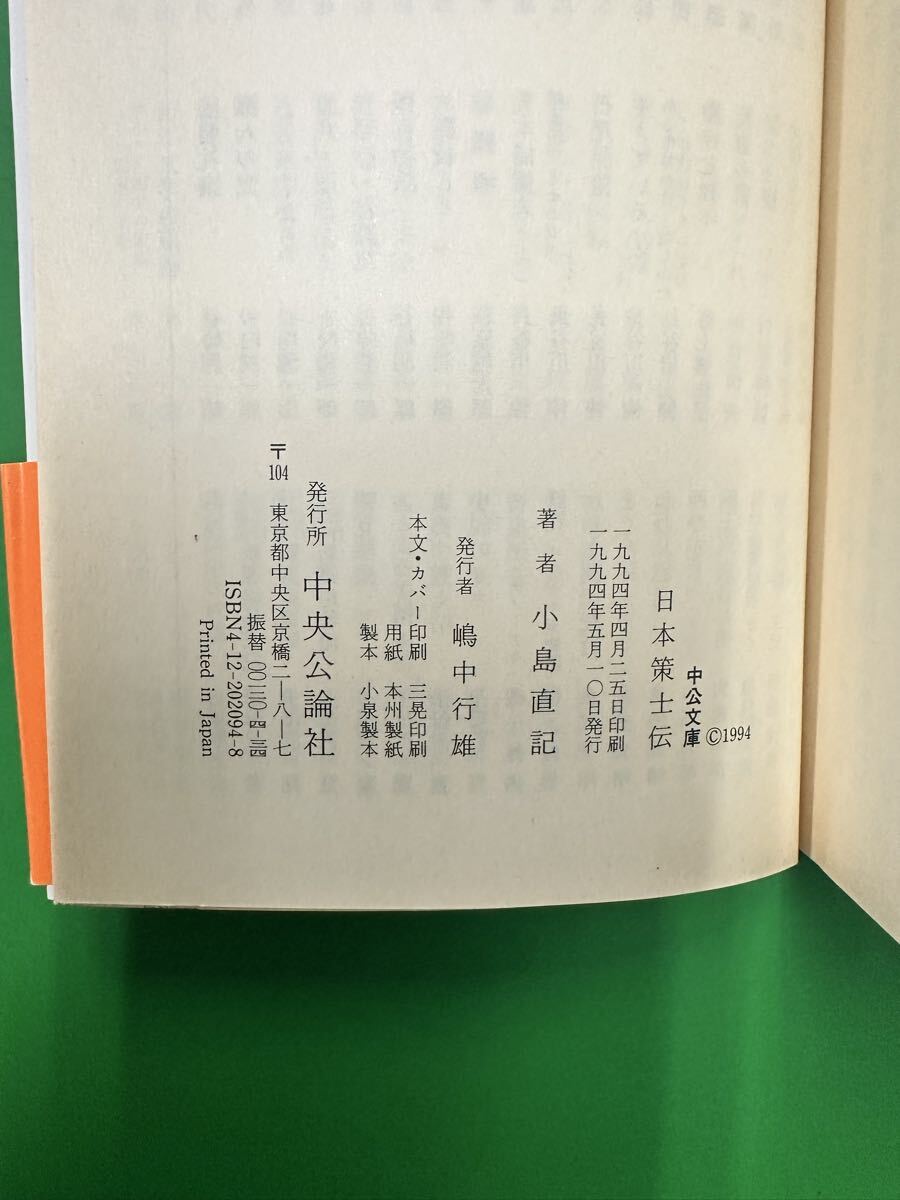 中公文庫 ©1994
日本策士伝
一九九四年四月二五日印刷
一九九四年五月一〇日発行
著者 小島直記
発行者 嶋中行雄
本文・カバー印刷 三晃印刷
用紙 本州製紙
製本 小泉製本
発行所 中央公論社
〒104 東京都中央区京橋二―八―七
振替 〇〇一二〇-四-三四
ISBN4-12-202094-8
Printed in Japan